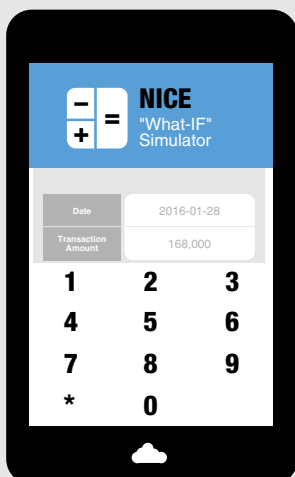 NICE
"What-IF"
Simulator
− =
+
Date 2016-01-28
Transaction
Amount 168,000
1 2 3
4 5 6
7 8 9
* 0